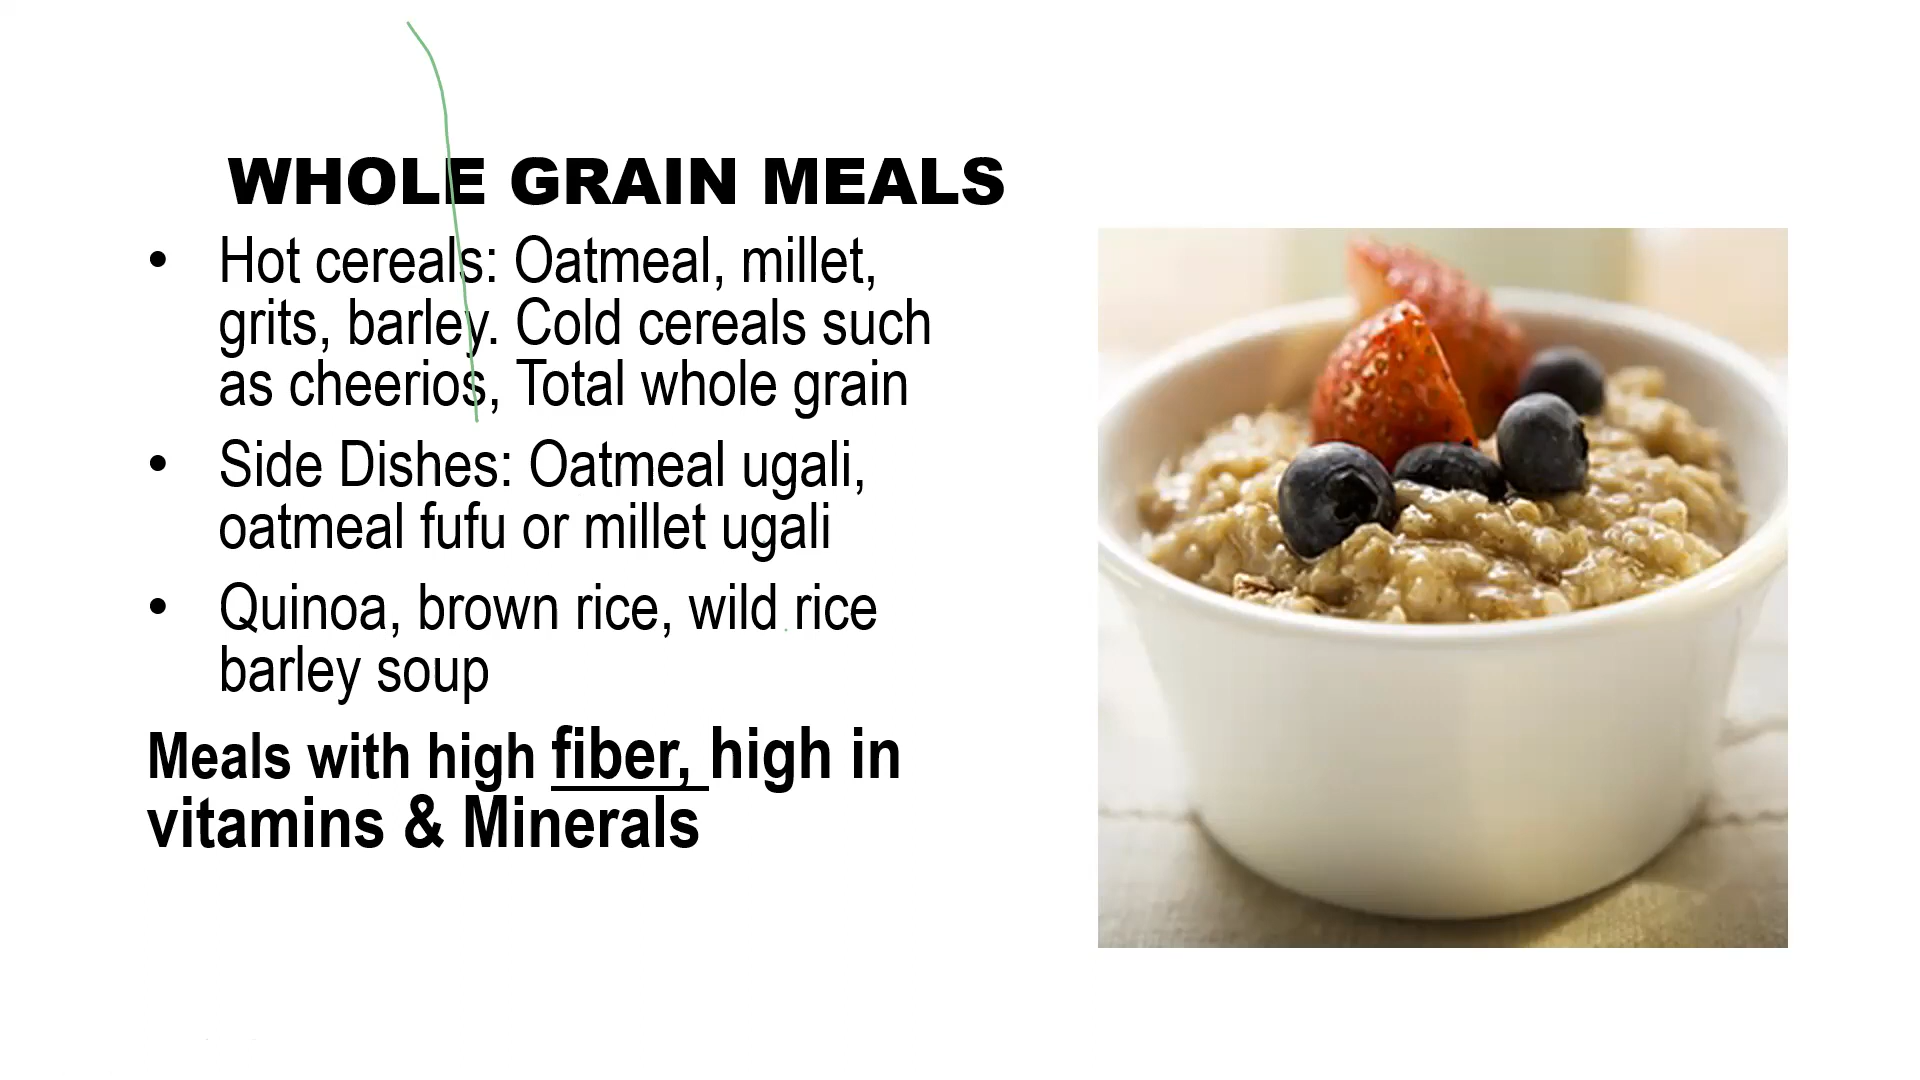 WHOLE GRAIN MEALS
• Hot cereals: Oatmeal, millet,
grits, barley. Cold cereals such
as cheerios, Total whole grain
• Side Dishes: Oatmeal ugali,
oatmeal fufu or millet ugali
• Quinoa, brown rice, wild rice
barley soup
Meals with high fiber, high in
vitamins & Minerals